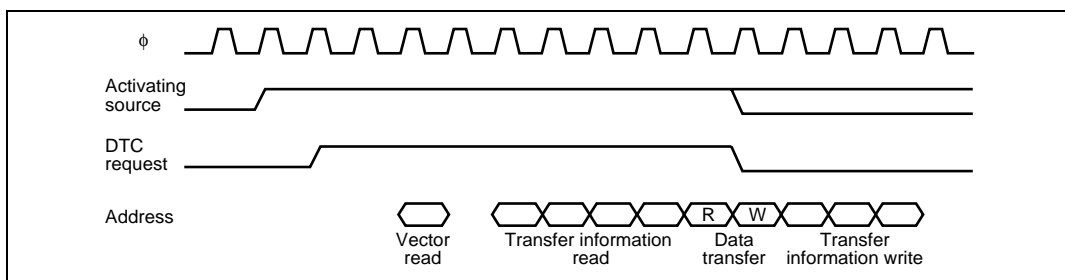 φ
Activating
source
DTC
request
Address
R W
Vector
read
Transfer information
read
Data
transfer
Transfer
information write